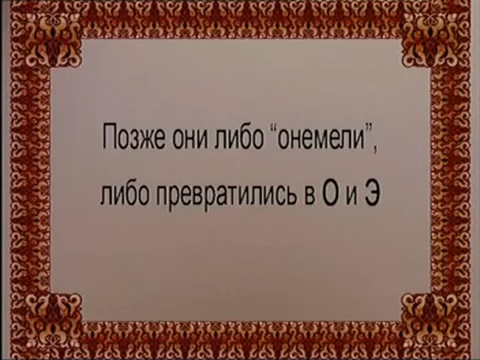 Позже они либо “онемели”,
либо превратились в О и Э